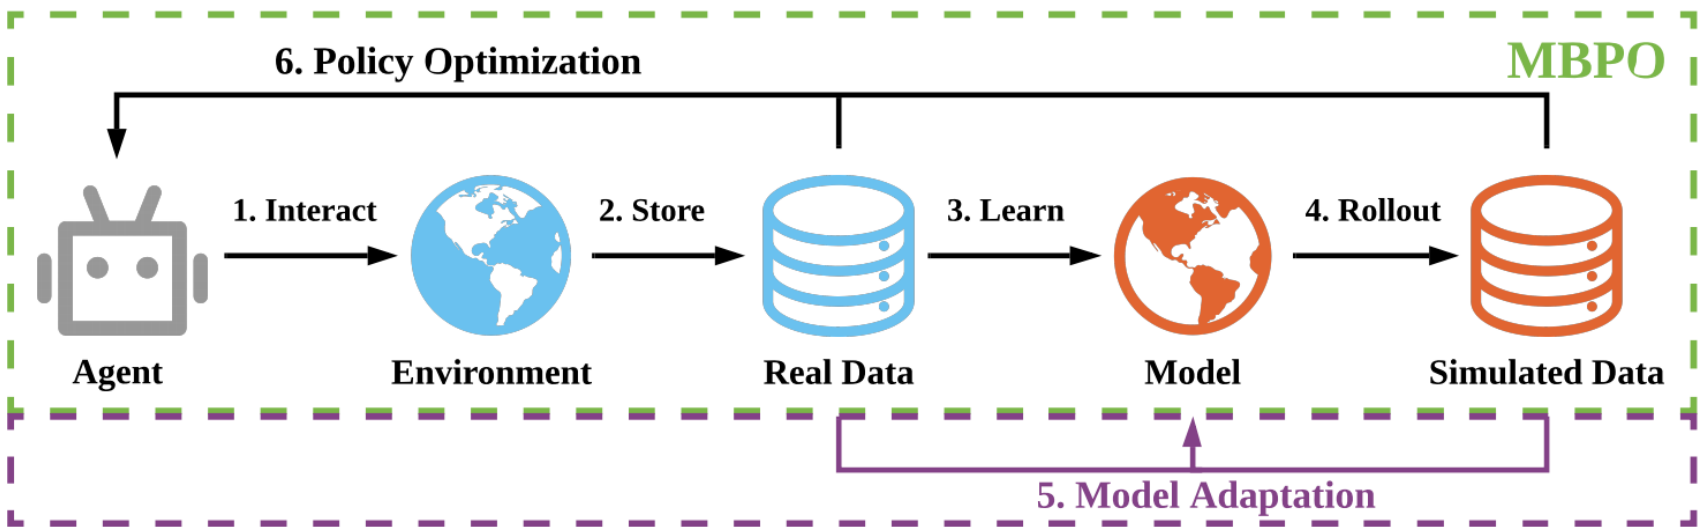 6. Policy Optimization
MBPO
1. Interact
2. Store
3. Learn
4. Rollout
Agent
Environment
Real Data
Model
Simulated Data
5. Model Adaptation